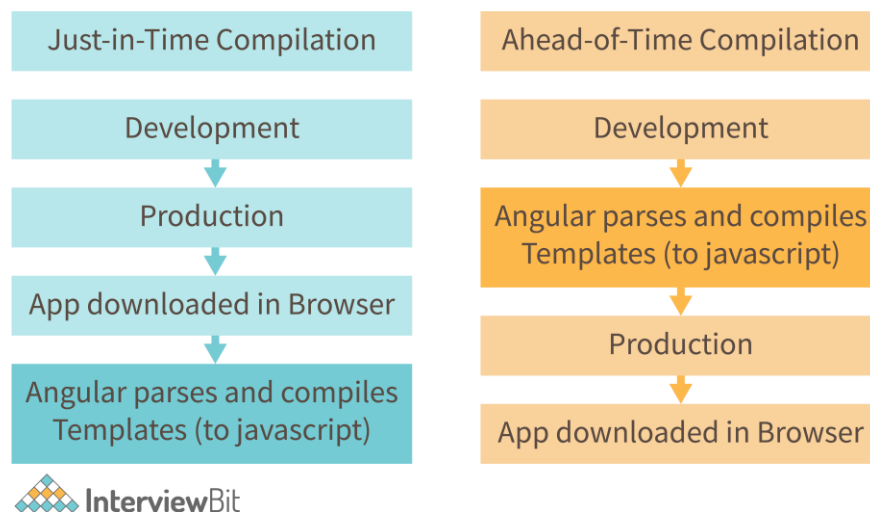 Just-in-Time Compilation
Development
Production
App downloaded in Browser
Angular parses and compiles
Templates (to javascript)
Ahead-of-Time Compilation
Development
Angular parses and compiles
Templates (to javascript)
Production
App downloaded in Browser
InterviewBit